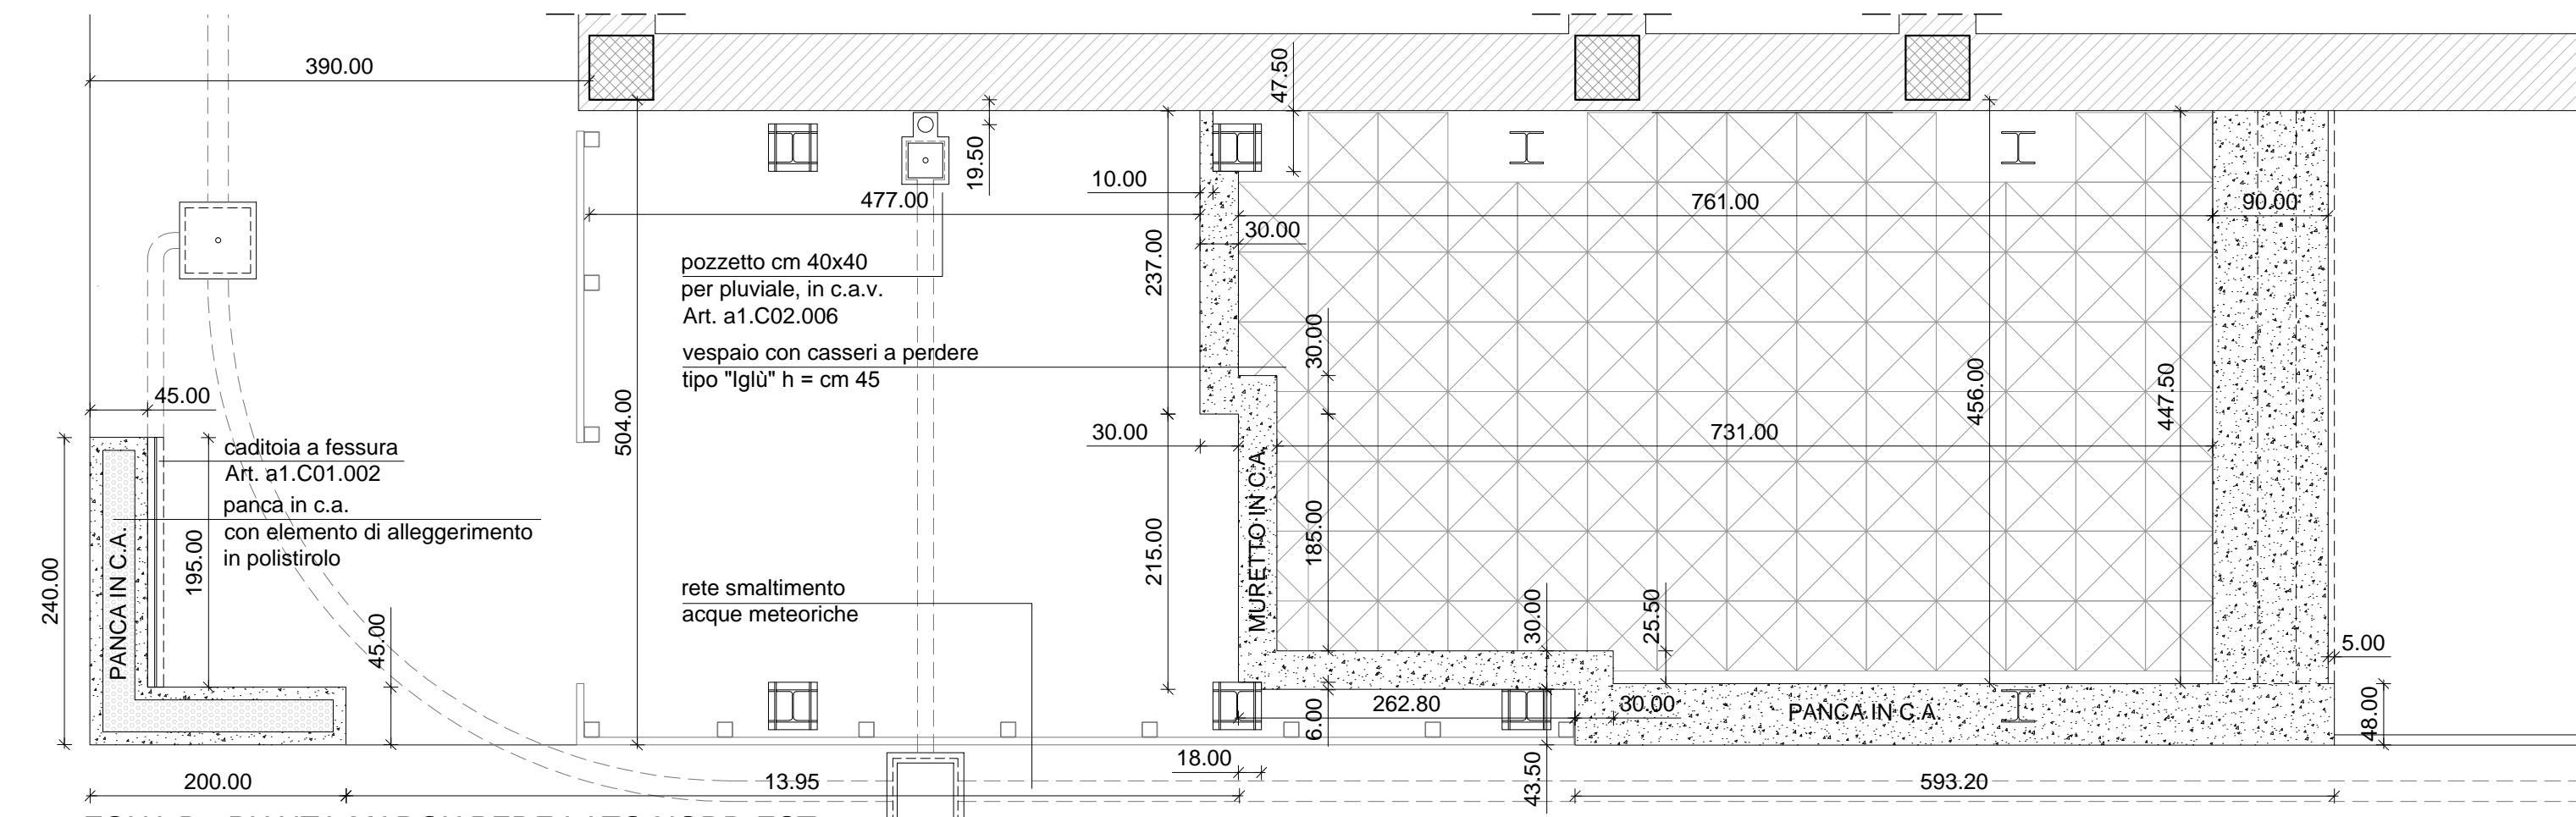 390.00
47.50
19.50
10.00
477.00
761.00
90.00
30.00
237.00
pozzetto cm 40x40
per pluviale, in c.a.v.
Art. a1.C02.006
vespaio con casseri a perdere
tipo "Iglù" h = cm 45
30.00
456.00
447.50
45.00
504.00
30.00
731.00
caditoia a fessura
Art. a1.C01.002
panca in c.a.
con elemento di alleggerimento
in polistirolo
240.00
PANCA IN C.A.
195.00
45.00
215.00
MURETTO IN C.A.
185.00
rete smaltimento
acque meteoriche
30.00
25.50
5.00
262.80
30.00
PANCA IN C.A.
48.00
6.00
18.00
43.50
200.00
13.95
593.20